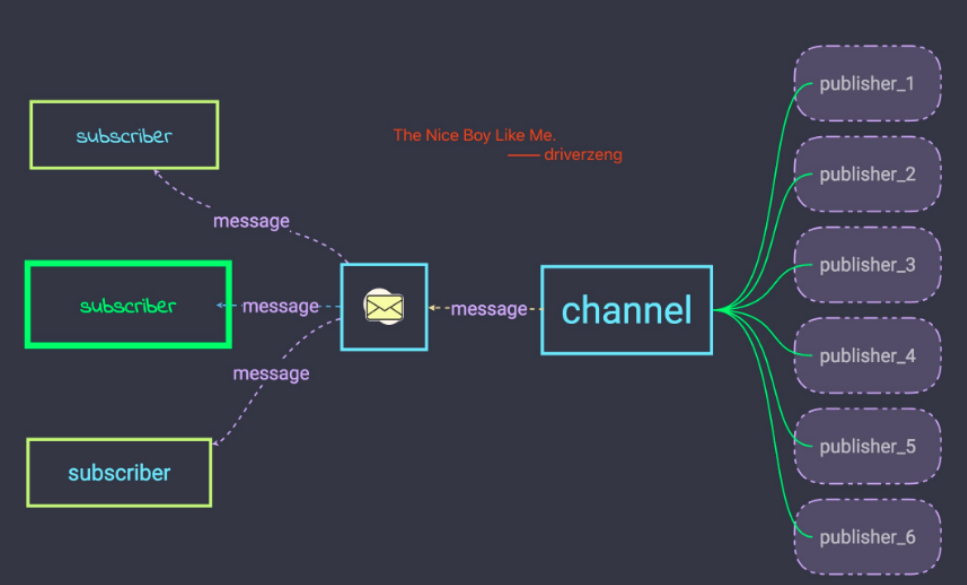 subscriber
The Nice Boy Like Me.
—— driverzeng
message
subscriber
message
message
channel
message
subscriber
publisher_1
publisher_2
publisher_3
publisher_4
publisher_5
publisher_6